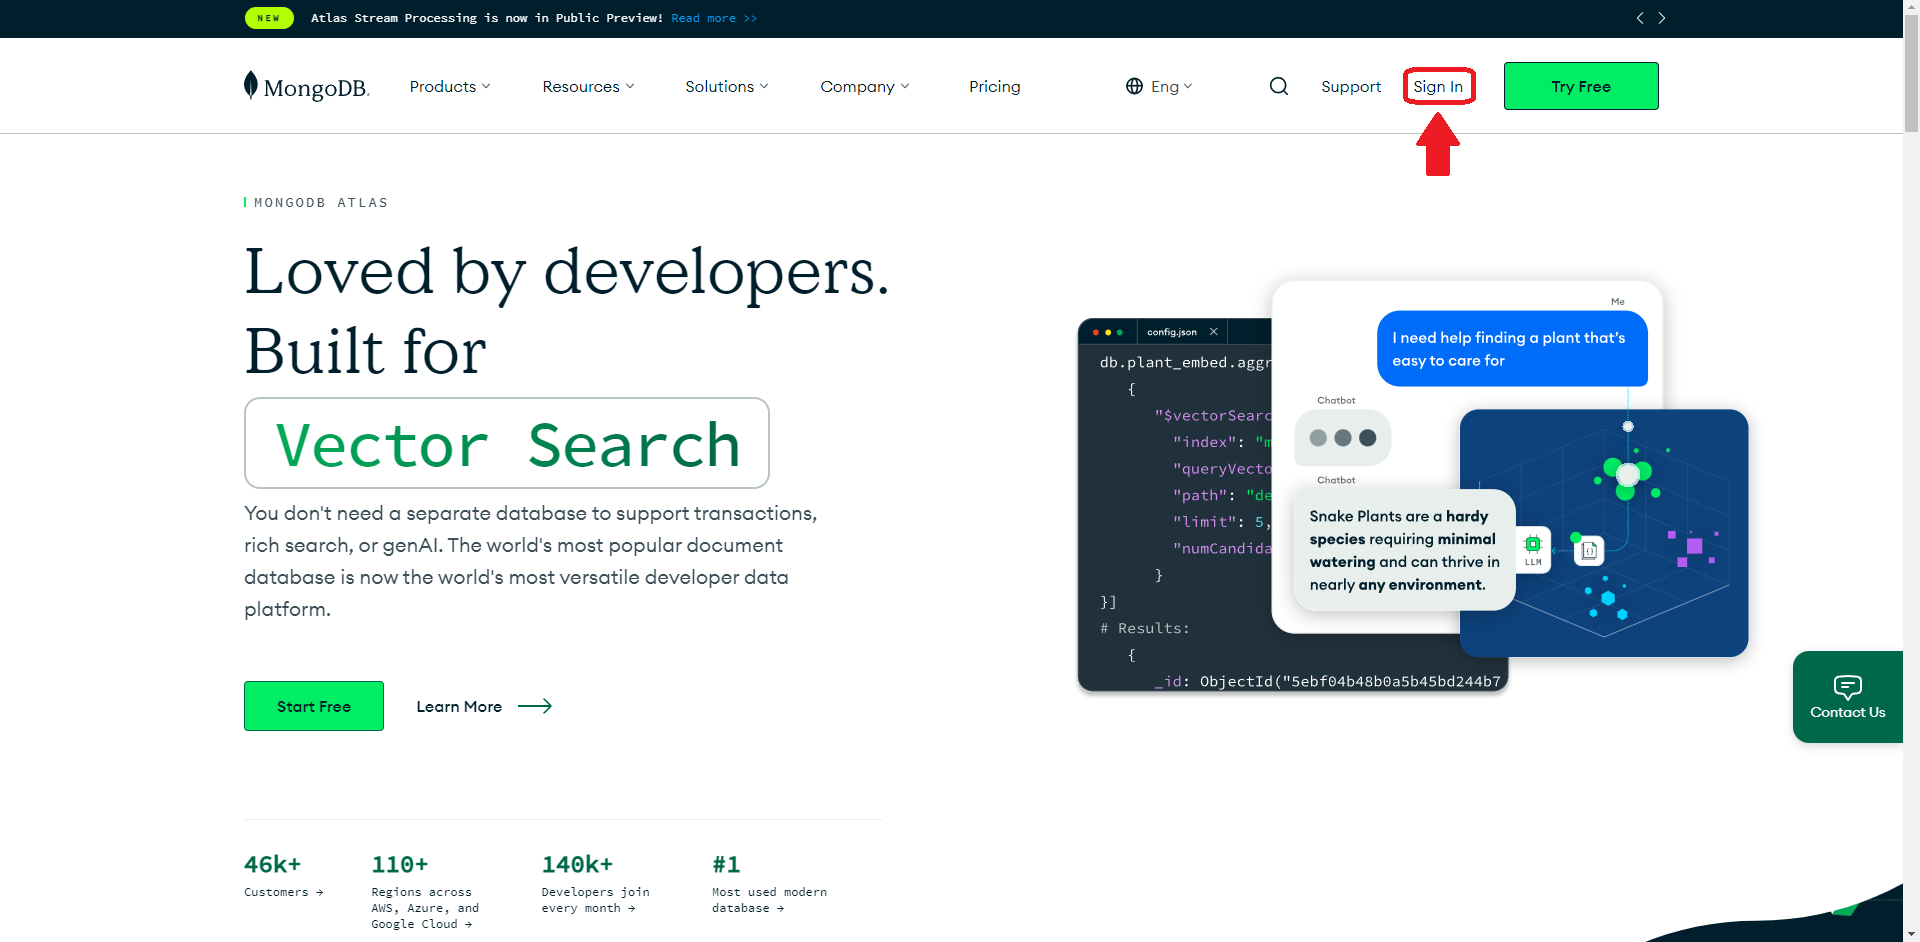 NEW Atlas Stream Processing is now in Public Preview! Read more >>
MongoDB.
Products
Resources
Solutions
Company
Pricing
Eng
Support
Sign In
Try Free
MONGODB ATLAS
Loved by developers.
Built for
Vector Search
You don't need a separate database to support transactions,
rich search, or genAI. The world's most popular document
database is now the world's most versatile developer data
platform.
Start Free
Learn More
config.json
db.plant_embed.aggr
{
"$vectorSearc
"index": "m
"queryVecto
"path": "de
"limit": 5,
"numCandida
}
}]
# Results:
{
_id: ObjectId("5ebf04b48b0a5b45bd244b7
Me
I need help finding a plant that's
easy to care for
Chatbot
Chatbot
Snake Plants are a hardy
species requiring minimal
watering and can thrive in
nearly any environment.
LLM
{}
Contact Us
46k+
Customers →
110+
Regions across
AWS, Azure, and
Google Cloud →
140k+
Developers join
every month →
#1
Most used modern
database →